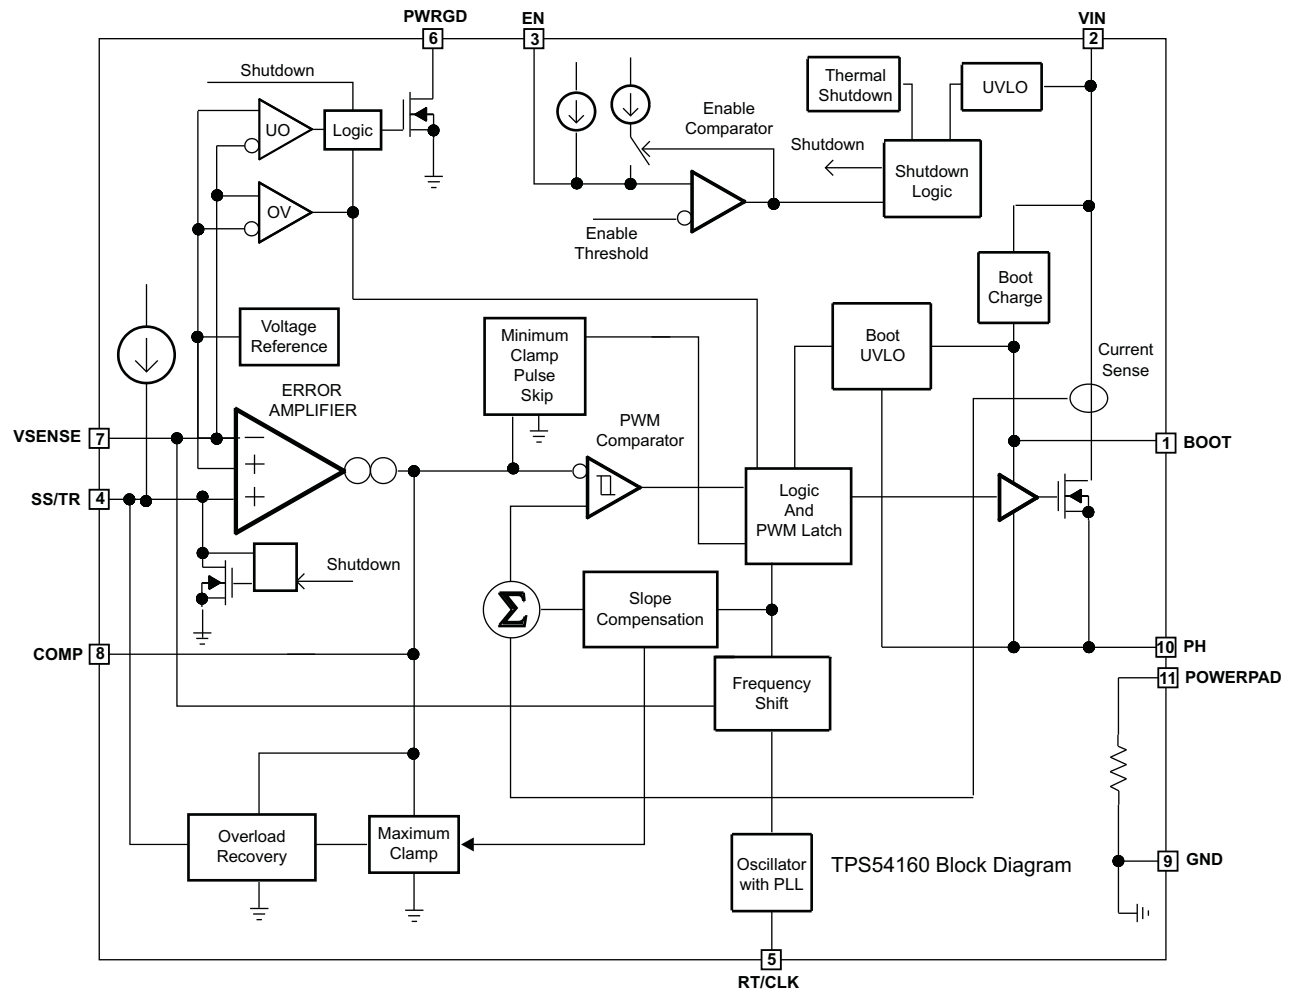 PWRGD
EN
VIN
6
3
2
Shutdown
Thermal
Shutdown
UVLO
UO
Logic
Enable
Comparator
Shutdown
Shutdown
Logic
OV
Enable
Threshold
Boot
Charge
Voltage
Reference
Minimum
Clamp
Pulse
Skip
Boot
UVLO
Current
Sense
ERROR
AMPLIFIER
PWM
Comparator
VSENSE
7
−
+
+
1
BOOT
SS/TR
4
Logic
And
PWM Latch
Shutdown
Σ
Slope
Compensation
COMP
8
10
PH
11
POWERPAD
Frequency
Shift
Overload
Recovery
Maximum
Clamp
Oscillator
with PLL
TPS54160 Block Diagram
9
GND
5
RT/CLK